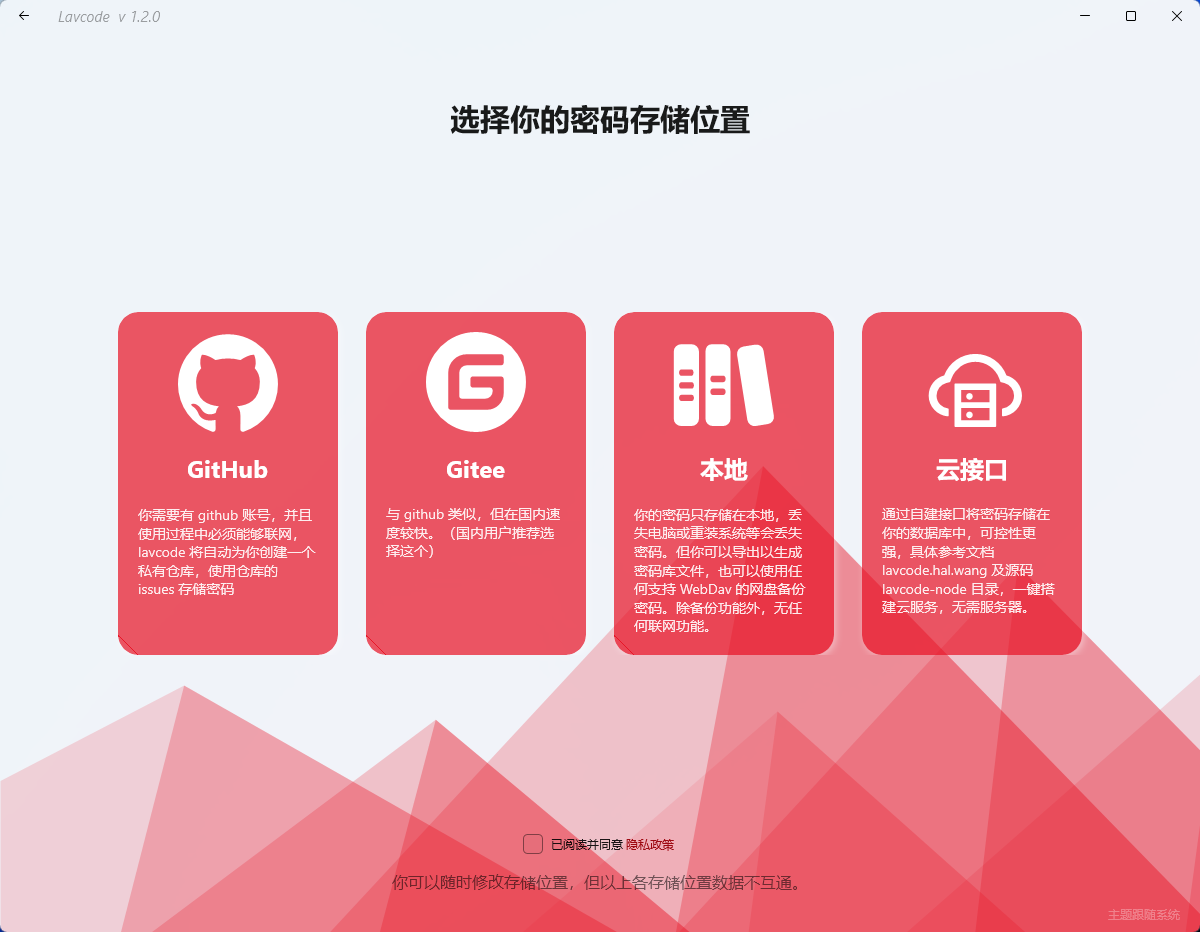 Lavcode v 1.2.0
选择你的密码存储位置
GitHub
你需要有 github 账号，并且
使用过程中必须能够联网，
lavcode 将自动为你创建一个
私有仓库，使用仓库的
issues 存储密码
Gitee
与 github 类似，但在国内速
度较快。（国内用户推荐选
择这个）
本地
你的密码只存储在本地，丢
失电脑或重装系统等会丢失
密码。但你可以导出以生成
密码库文件，也可以使用任
何支持 WebDav 的网盘备份
密码。除备份功能外，无任
何联网功能。
云接口
通过自建接口将密码存储在
你的数据库中，可控性更
强，具体参考文档
lavcode.hal.wang 及源码
lavcode-node 目录，一键搭
建云服务，无需服务器。
已阅读并同意 隐私政策
你可以随时修改存储位置，但以上各存储位置数据不互通。
主题跟随系统